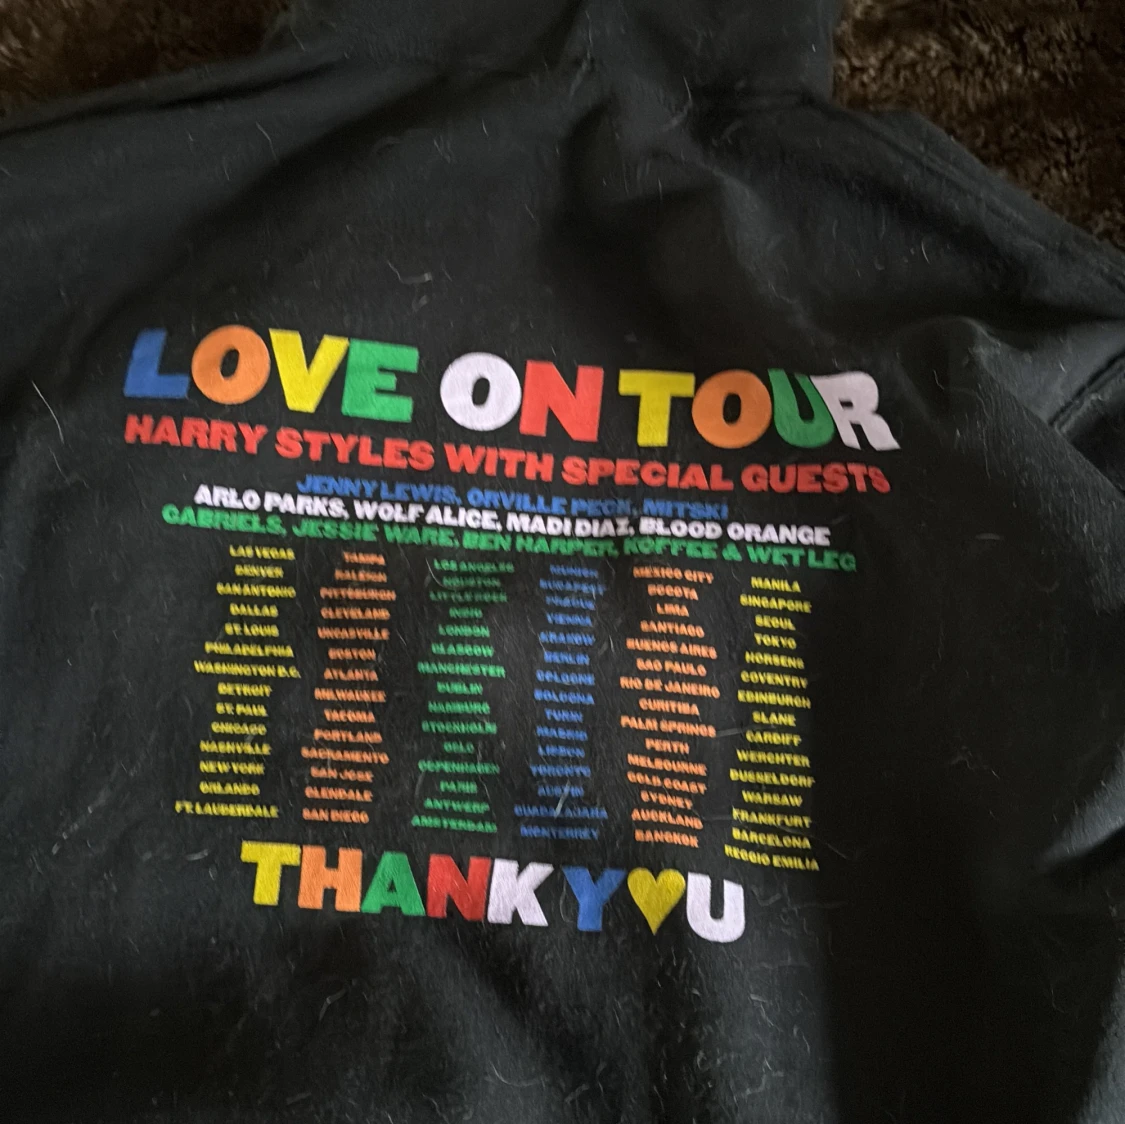 LOVE ON TOUR
HARRY STYLES WITH SPECIAL GUESTS
JENNY LEWIS, ORVILLE PECK, MITSKI
ARLO PARKS, WOLF ALICE, MADI DIAZ, BLOOD ORANGE
GABRIELS, JESSIE WARE, BEN HARPER, KOFFEE & WET LEG
LAS VEGAS
DENVER
SAN ANTONIO
DALLAS
ST. LOUIS
PHILADELPHIA
WASHINGTON D.C.
DETROIT
ST. PAUL
CHICAGO
NASHVILLE
NEW YORK
ORLANDO
FT. LAUDERDALE
TAMPA
RALEIGH
PITTSBURGH
CLEVELAND
UNCASVILLE
BOSTON
ATLANTA
MILWAUKEE
TACOMA
PORTLAND
SACRAMENTO
SAN JOSE
GLENDALE
SAN DIEGO
LOS ANGELES
HOUSTON
LITTLE ROCK
LONDON
GLASGOW
MANCHESTER
DUBLIN
HAMBURG
STOCKHOLM
OSLO
COPENHAGEN
PARIS
ANTWERP
AMSTERDAM
MUNICH
BUDAPEST
PRAGUE
VIENNA
KRAKOW
BERLIN
COLOGNE
BOLOGNA
TURIN
MADRID
LISBON
TORONTO
AUSTIN
GUADALAJARA
MONTERREY
MEXICO CITY
BOGOTA
LIMA
SANTIAGO
BUENOS AIRES
SAO PAULO
RIO DE JANEIRO
CURITIBA
PALM SPRINGS
PERTH
MELBOURNE
GOLD COAST
SYDNEY
AUCKLAND
BANGKOK
MANILA
SINGAPORE
SEOUL
TOKYO
HORSENS
COVENTRY
EDINBURGH
SLANE
CARDIFF
WERCHTER
DUSSELDORF
WARSAW
FRANKFURT
BARCELONA
REGGIO EMILIA
THANK Y♥U